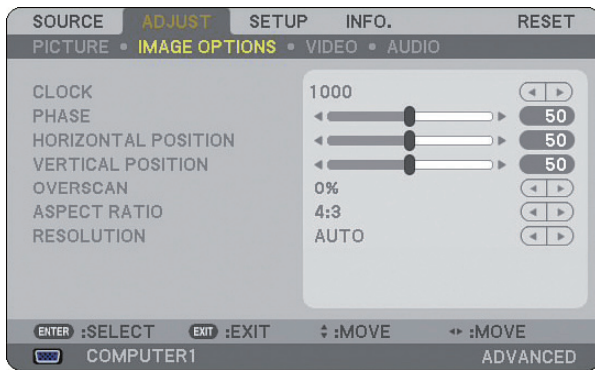 SOURCE ADJUST SETUP INFO. RESET
PICTURE • IMAGE OPTIONS • VIDEO • AUDIO
CLOCK 1000
PHASE 50
HORIZONTAL POSITION 50
VERTICAL POSITION 50
OVERSCAN 0%
ASPECT RATIO 4:3
RESOLUTION AUTO
ENTER :SELECT EXIT :EXIT :MOVE :MOVE
COMPUTER1 ADVANCED